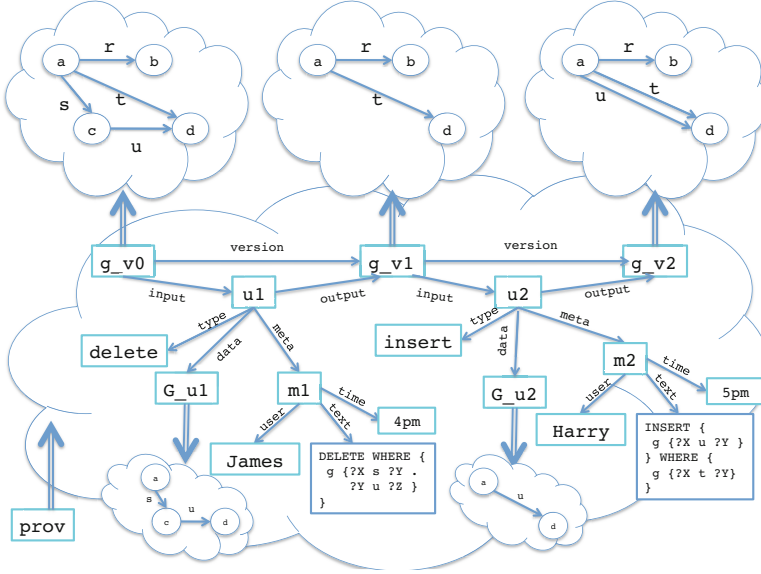 a
r
b
s
t
c
u
d
a
r
b
t
d
a
r
b
t
u
d
g_v0
version
g_v1
version
g_v2
input
u1
output
input
u2
output
type
data
meta
type
data
meta
delete
insert
G_u1
m1
time
4pm
user
text
James
DELETE WHERE {
g {?X s ?Y .
?Y u ?Z }
}
G_u2
m2
time
5pm
user
text
Harry
INSERT {
g {?X u ?Y }
} WHERE {
g {?X t ?Y}
}
a
s
c
u
d
a
u
d
prov